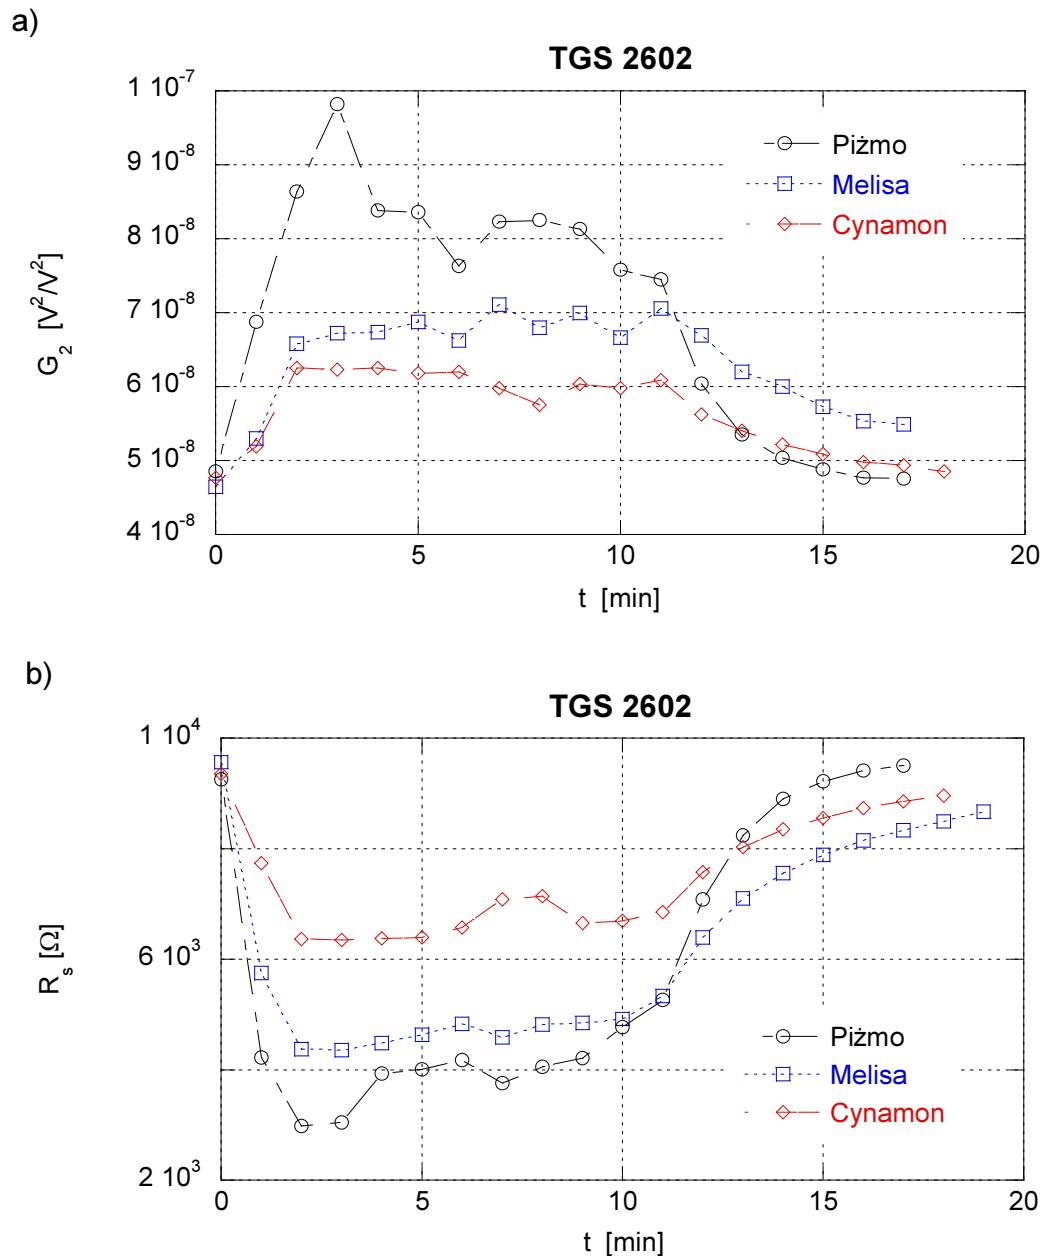 a)
TGS 2602
1 10⁻⁷
9 10⁻⁸
8 10⁻⁸
7 10⁻⁸
6 10⁻⁸
5 10⁻⁸
4 10⁻⁸
G₂ [V²/V²]
Piżmo
Melisa
Cynamon
0 5 10 15 20
t [min]
b)
TGS 2602
1 10⁴
6 10³
2 10³
Rₛ [Ω]
Piżmo
Melisa
Cynamon
0 5 10 15 20
t [min]